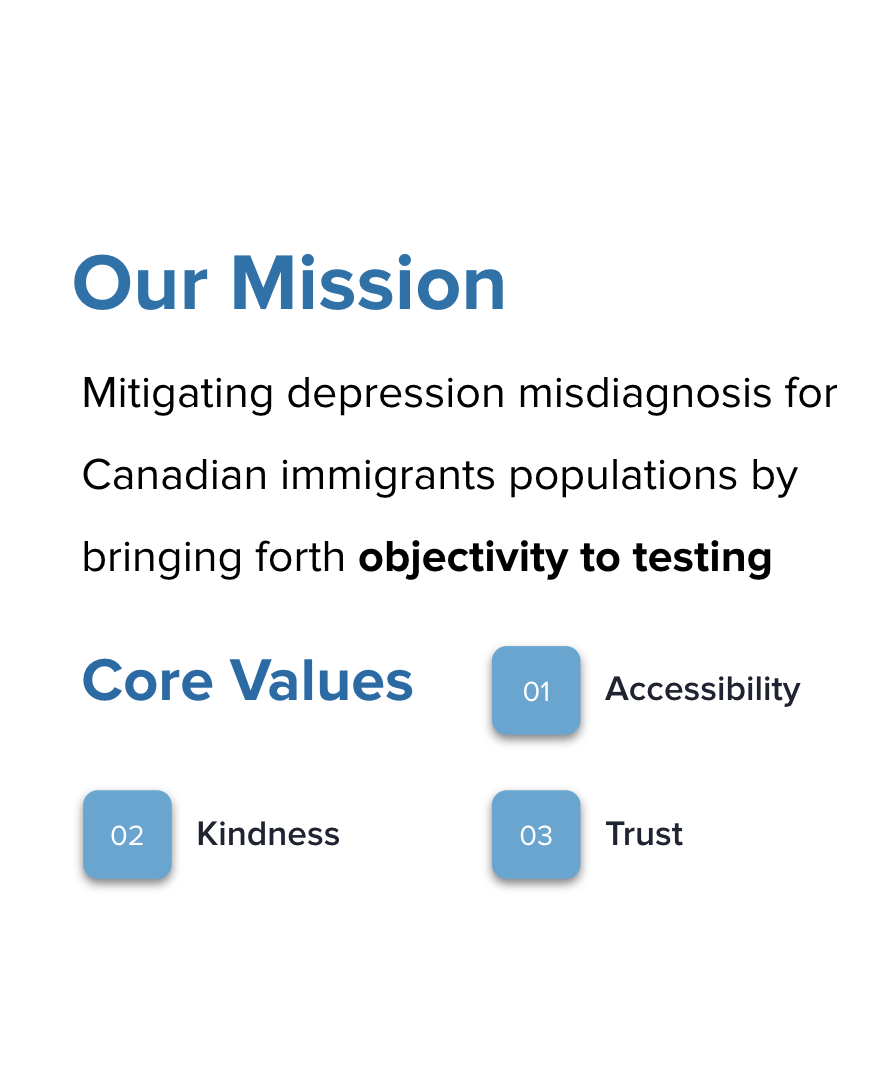 Our Mission
Mitigating depression misdiagnosis for
Canadian immigrants populations by
bringing forth objectivity to testing
Core Values
01 Accessibility
02 Kindness
03 Trust